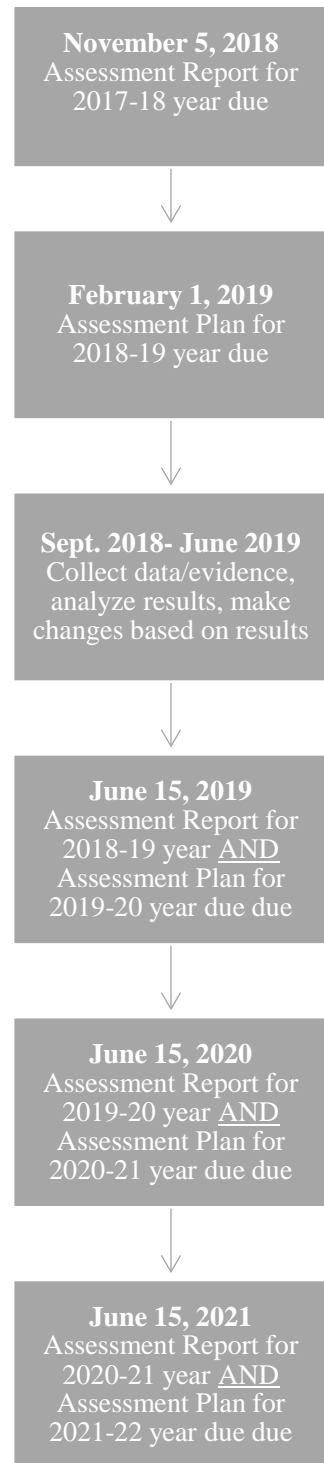 November 5, 2018
Assessment Report for
2017-18 year due
February 1, 2019
Assessment Plan for
2018-19 year due
Sept. 2018- June 2019
Collect data/evidence,
analyze results, make
changes based on results
June 15, 2019
Assessment Report for
2018-19 year AND
Assessment Plan for
2019-20 year due due
June 15, 2020
Assessment Report for
2019-20 year AND
Assessment Plan for
2020-21 year due due
June 15, 2021
Assessment Report for
2020-21 year AND
Assessment Plan for
2021-22 year due due